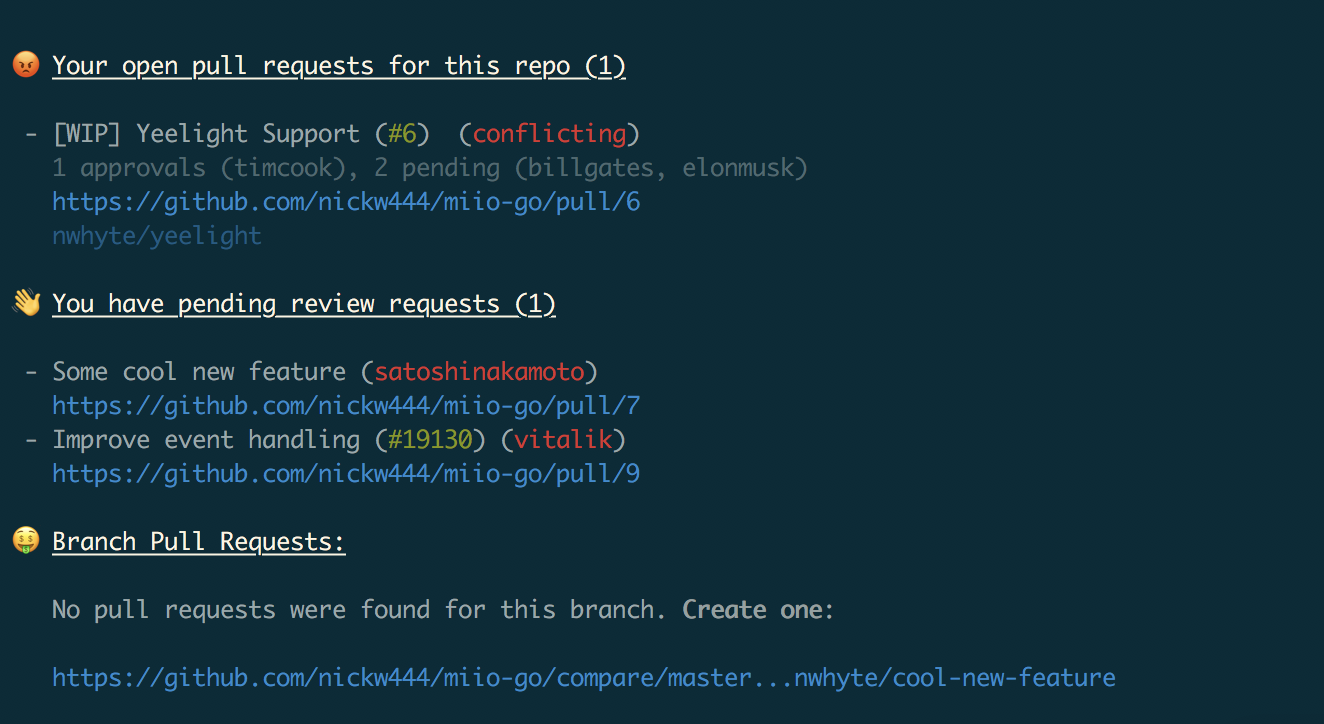 😡 Your open pull requests for this repo (1)
- [WIP] Yeelight Support (#6)  (conflicting)
1 approvals (timcook), 2 pending (billgates, elonmusk)
https://github.com/nickw444/miio-go/pull/6
nwhyte/yeelight
👋 You have pending review requests (1)
- Some cool new feature (satoshinakamoto)
https://github.com/nickw444/miio-go/pull/7
- Improve event handling (#19130) (vitalik)
https://github.com/nickw444/miio-go/pull/9
🤑 Branch Pull Requests:
No pull requests were found for this branch. Create one:
https://github.com/nickw444/miio-go/compare/master...nwhyte/cool-new-feature